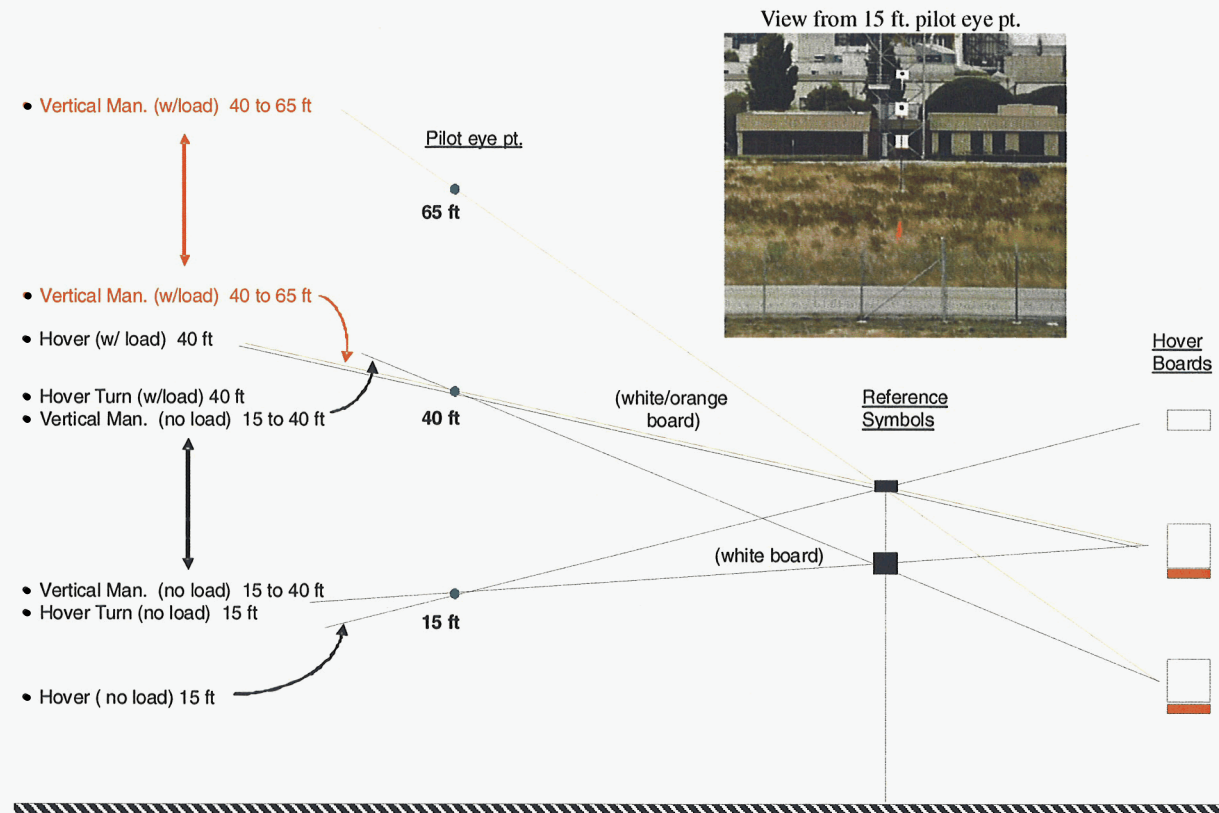 View from 15 ft. pilot eye pt.
• Vertical Man. (w/load) 40 to 65 ft
Pilot eye pt.
65 ft
• Vertical Man. (w/load) 40 to 65 ft
• Hover (w/ load) 40 ft
Hover
Boards
• Hover Turn (w/load) 40 ft
• Vertical Man. (no load) 15 to 40 ft
40 ft
(white/orange
board)
Reference
Symbols
(white board)
• Vertical Man. (no load) 15 to 40 ft
• Hover Turn (no load) 15 ft
15 ft
• Hover ( no load) 15 ft